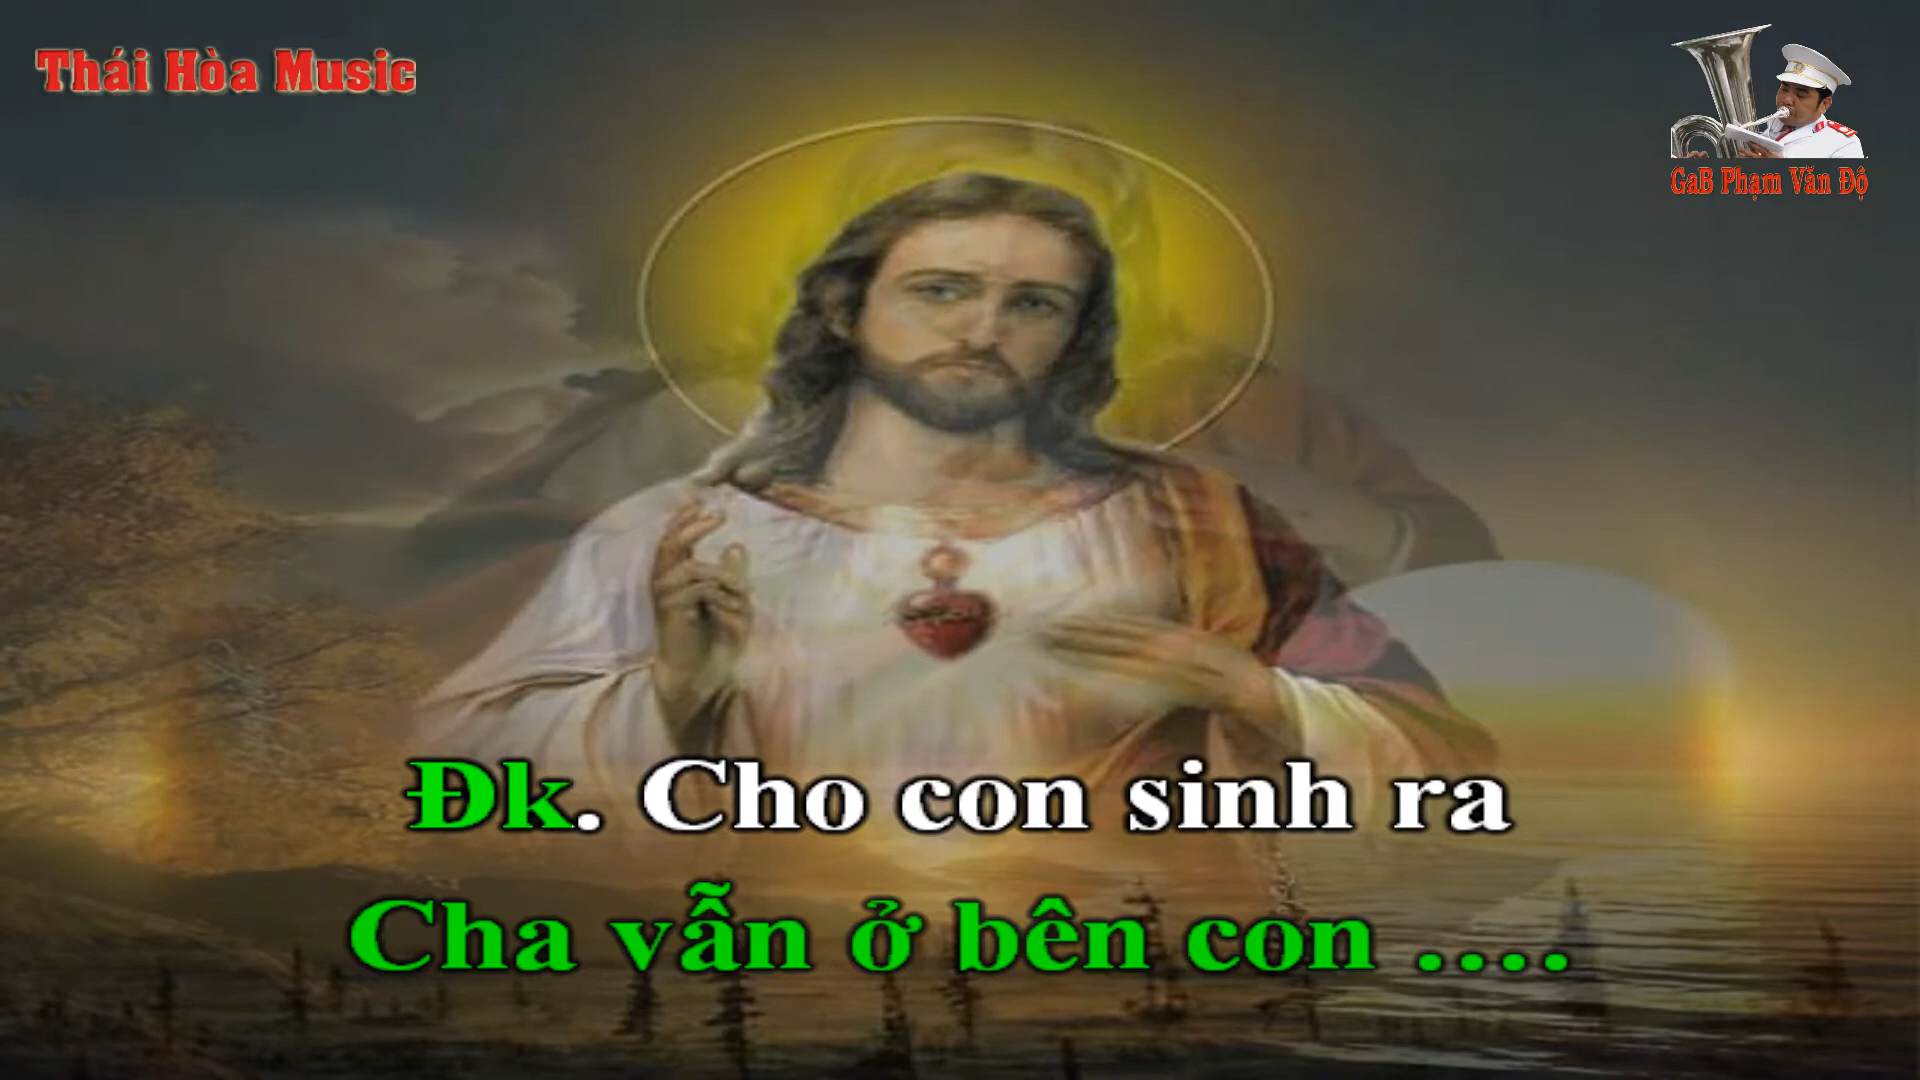 Thái Hòa Music
GaB Phạm Văn Độ
Đk. Cho con sinh ra
Cha vẫn ở bên con ....